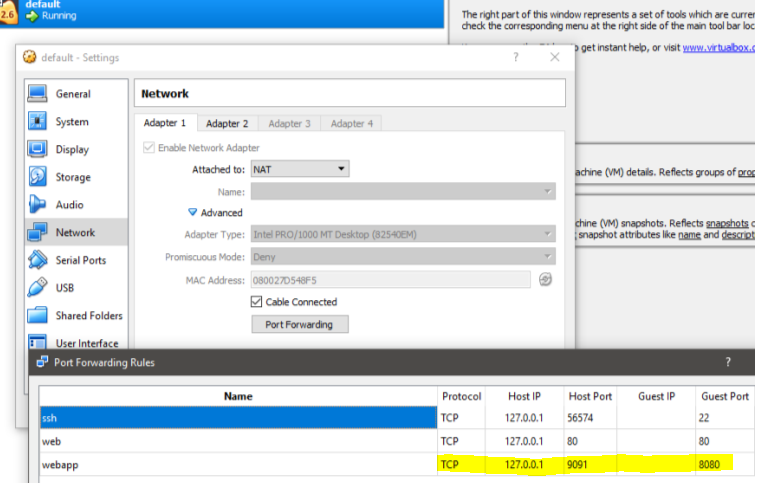 default
2.6
Running
The right part of this window represents a set of tools which are curren
check the corresponding menu at the right side of the main tool bar loc
o get instant help, or visit www.virtualbox.o
default - Settings
?
General
System
Display
Storage
Audio
Network
Serial Ports
USB
Shared Folders
User Interface
Network
Adapter 1
Adapter 2
Adapter 3
Adapter 4
Enable Network Adapter
Attached to: NAT
Name:
Advanced
Adapter Type: Intel PRO/1000 MT Desktop (82540EM)
Promiscuous Mode: Deny
MAC Address: 080027D548F5
Cable Connected
Port Forwarding
achine (VM) details. Reflects groups of prop
chine (VM) snapshots. Reflects snapshots o
snapshot attributes like name and descript
Port Forwarding Rules
?
Name Protocol Host IP Host Port Guest IP Guest Port
ssh TCP 127.0.0.1 56574 22
web TCP 127.0.0.1 80 80
webapp TCP 127.0.0.1 9091 8080